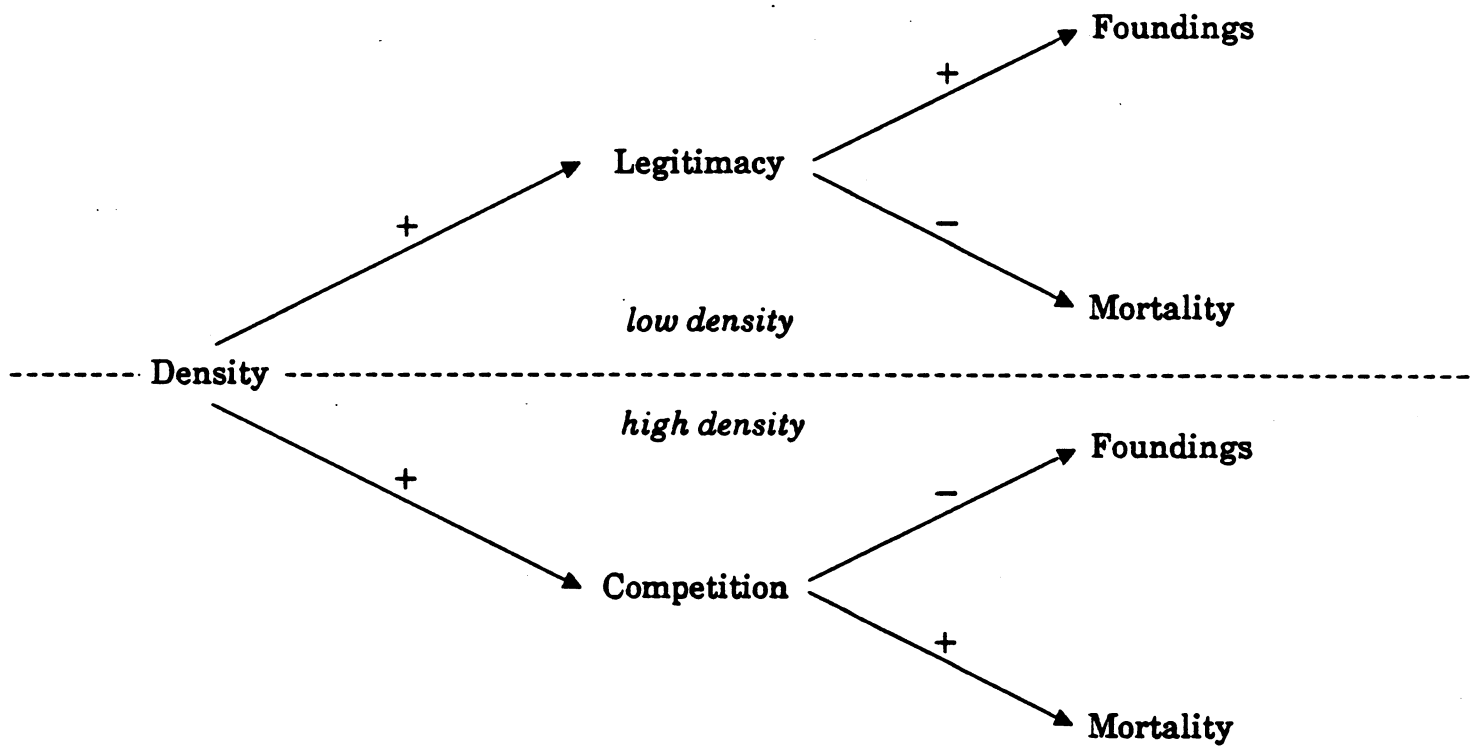 Foundings
+
Legitimacy
−
+
Mortality
low density
Density
high density
Foundings
+
−
Competition
+
Mortality